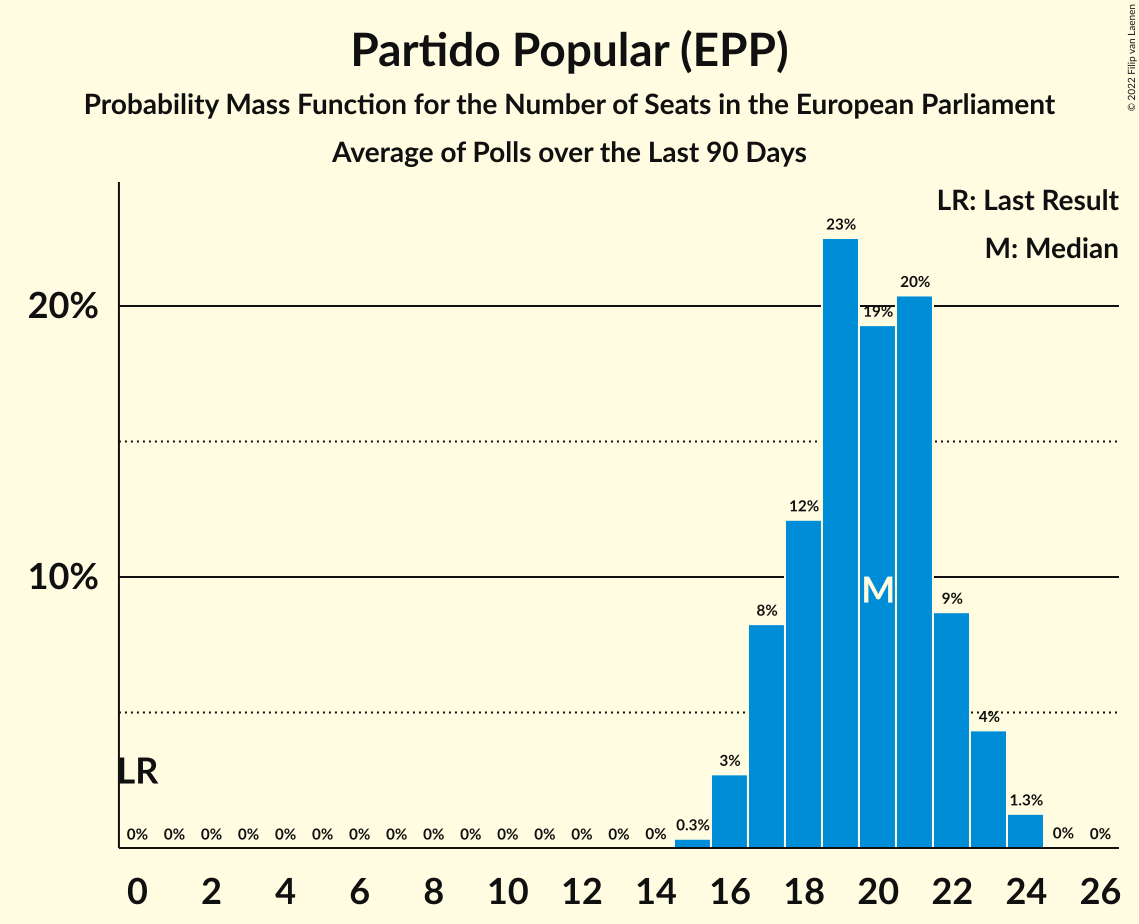 Partido Popular (EPP)
Probability Mass Function for the Number of Seats in the European Parliament
Average of Polls over the Last 90 Days
© 2022 Filip van Laenen
LR: Last Result
M: Median
23%
20%
20%
19%
12%
10%
M
9%
8%
4%
LR
3%
1.3%
0% 0% 0% 0% 0% 0% 0% 0% 0% 0% 0% 0% 0% 0% 0% 0.3% 0% 0%
0 2 4 6 8 10 12 14 16 18 20 22 24 26